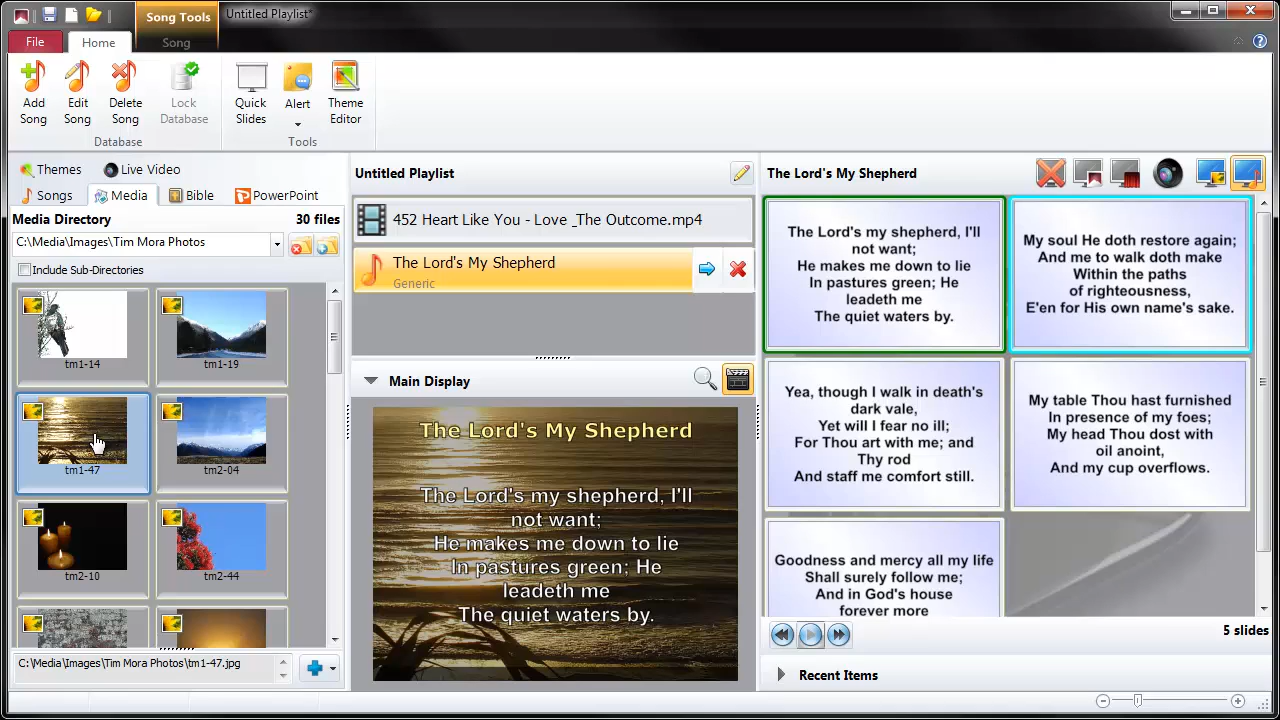 Song Tools
Untitled Playlist*
File
Home
Song
Add Song
Edit Song
Delete Song
Lock Database
Quick Slides
Alert
Theme Editor
Database
Tools
Themes
Live Video
Songs
Media
Bible
PowerPoint
Media Directory
30 files
C:\Media\Images\Tim Mora Photos
Include Sub-Directories
tm1-14
tm1-19
tm1-47
tm2-04
tm2-10
tm2-44
C:\Media\Images\Tim Mora Photos\tm1-47.jpg
Untitled Playlist
452 Heart Like You - Love _The Outcome.mp4
The Lord's My Shepherd
Generic
Main Display
The Lord's My Shepherd
The Lord's my shepherd, I'll
not want;
He makes me down to lie
In pastures green; He
leadeth me
The quiet waters by.
The Lord's My Shepherd
The Lord's my shepherd, I'll
not want;
He makes me down to lie
In pastures green; He
leadeth me
The quiet waters by.
My soul He doth restore again;
And me to walk doth make
Within the paths
of righteousness,
E'en for His own name's sake.
Yea, though I walk in death's
dark vale,
Yet will I fear no ill;
For Thou art with me; and
Thy rod
And staff me comfort still.
My table Thou hast furnished
In presence of my foes;
My head Thou dost with
oil anoint,
And my cup overflows.
Goodness and mercy all my life
Shall surely follow me;
And in God's house
forever more
5 slides
Recent Items